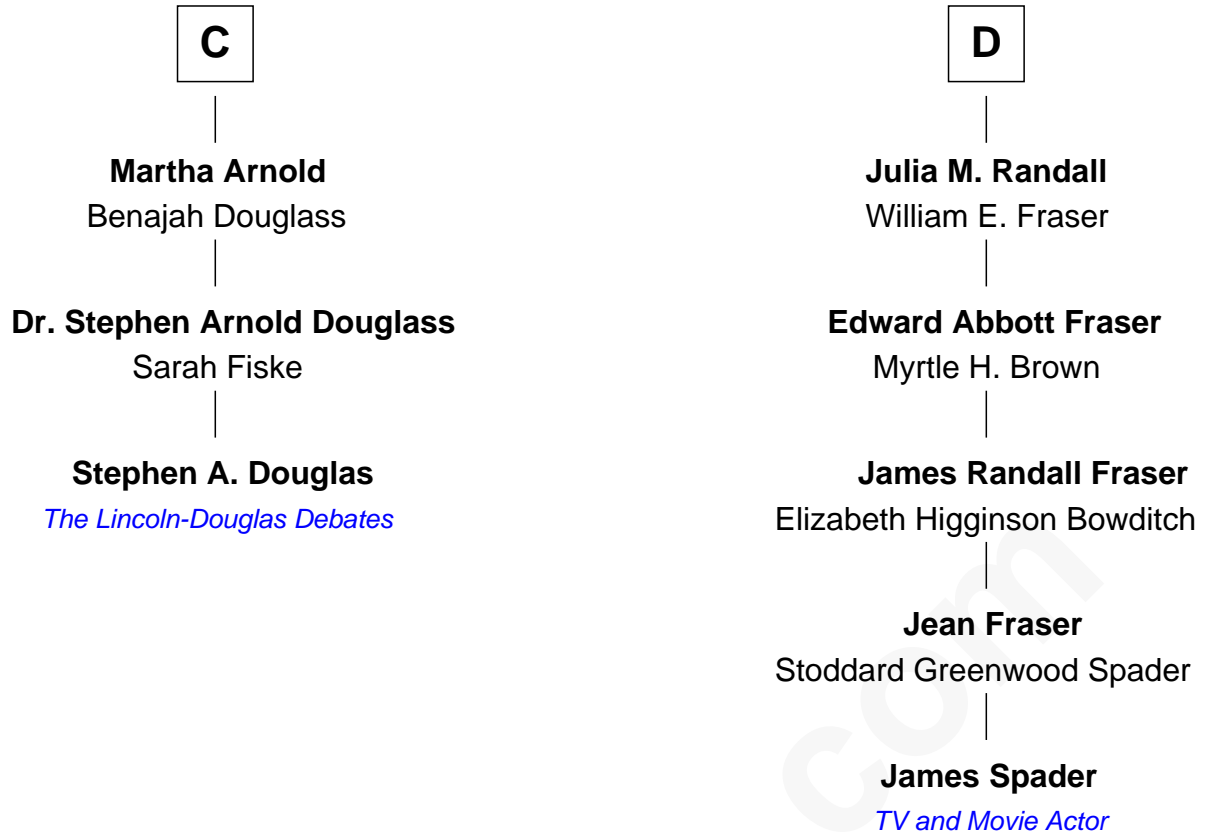 C
Martha Arnold
Benajah Douglass
Dr. Stephen Arnold Douglass
Sarah Fiske
Stephen A. Douglas
The Lincoln-Douglas Debates
D
Julia M. Randall
William E. Fraser
Edward Abbott Fraser
Myrtle H. Brown
James Randall Fraser
Elizabeth Higginson Bowditch
Jean Fraser
Stoddard Greenwood Spader
James Spader
TV and Movie Actor
com